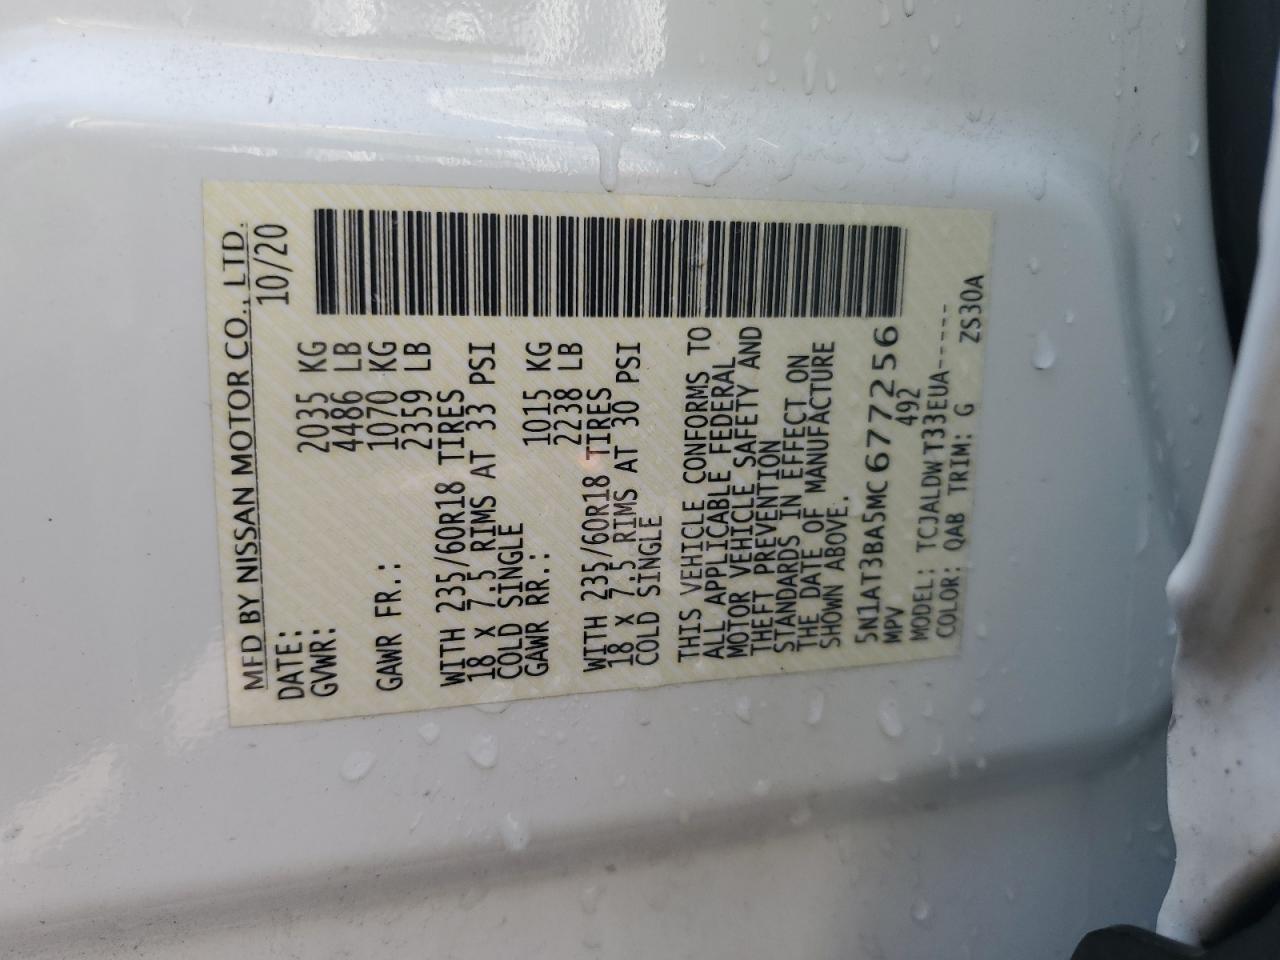 MFD BY NISSAN MOTOR CO., LTD.
DATE: 10/20
GVWR: 2035 KG
4486 LB
GAWR FR.: 1070 KG
2359 LB
WITH 235/60R18 TIRES
18 X 7.5 RIMS AT 33 PSI
COLD SINGLE
GAWR RR.: 1015 KG
2238 LB
WITH 235/60R18 TIRES
18 X 7.5 RIMS AT 30 PSI
COLD SINGLE
THIS VEHICLE CONFORMS TO
ALL APPLICABLE FEDERAL
MOTOR VEHICLE SAFETY AND
THEFT PREVENTION
STANDARDS IN EFFECT ON
THE DATE OF MANUFACTURE
SHOWN ABOVE.
5N1AT3BA5MC677256
MPV 492
MODEL: TCJALDWT33EUA-----
COLOR: QAB TRIM: G ZS30A